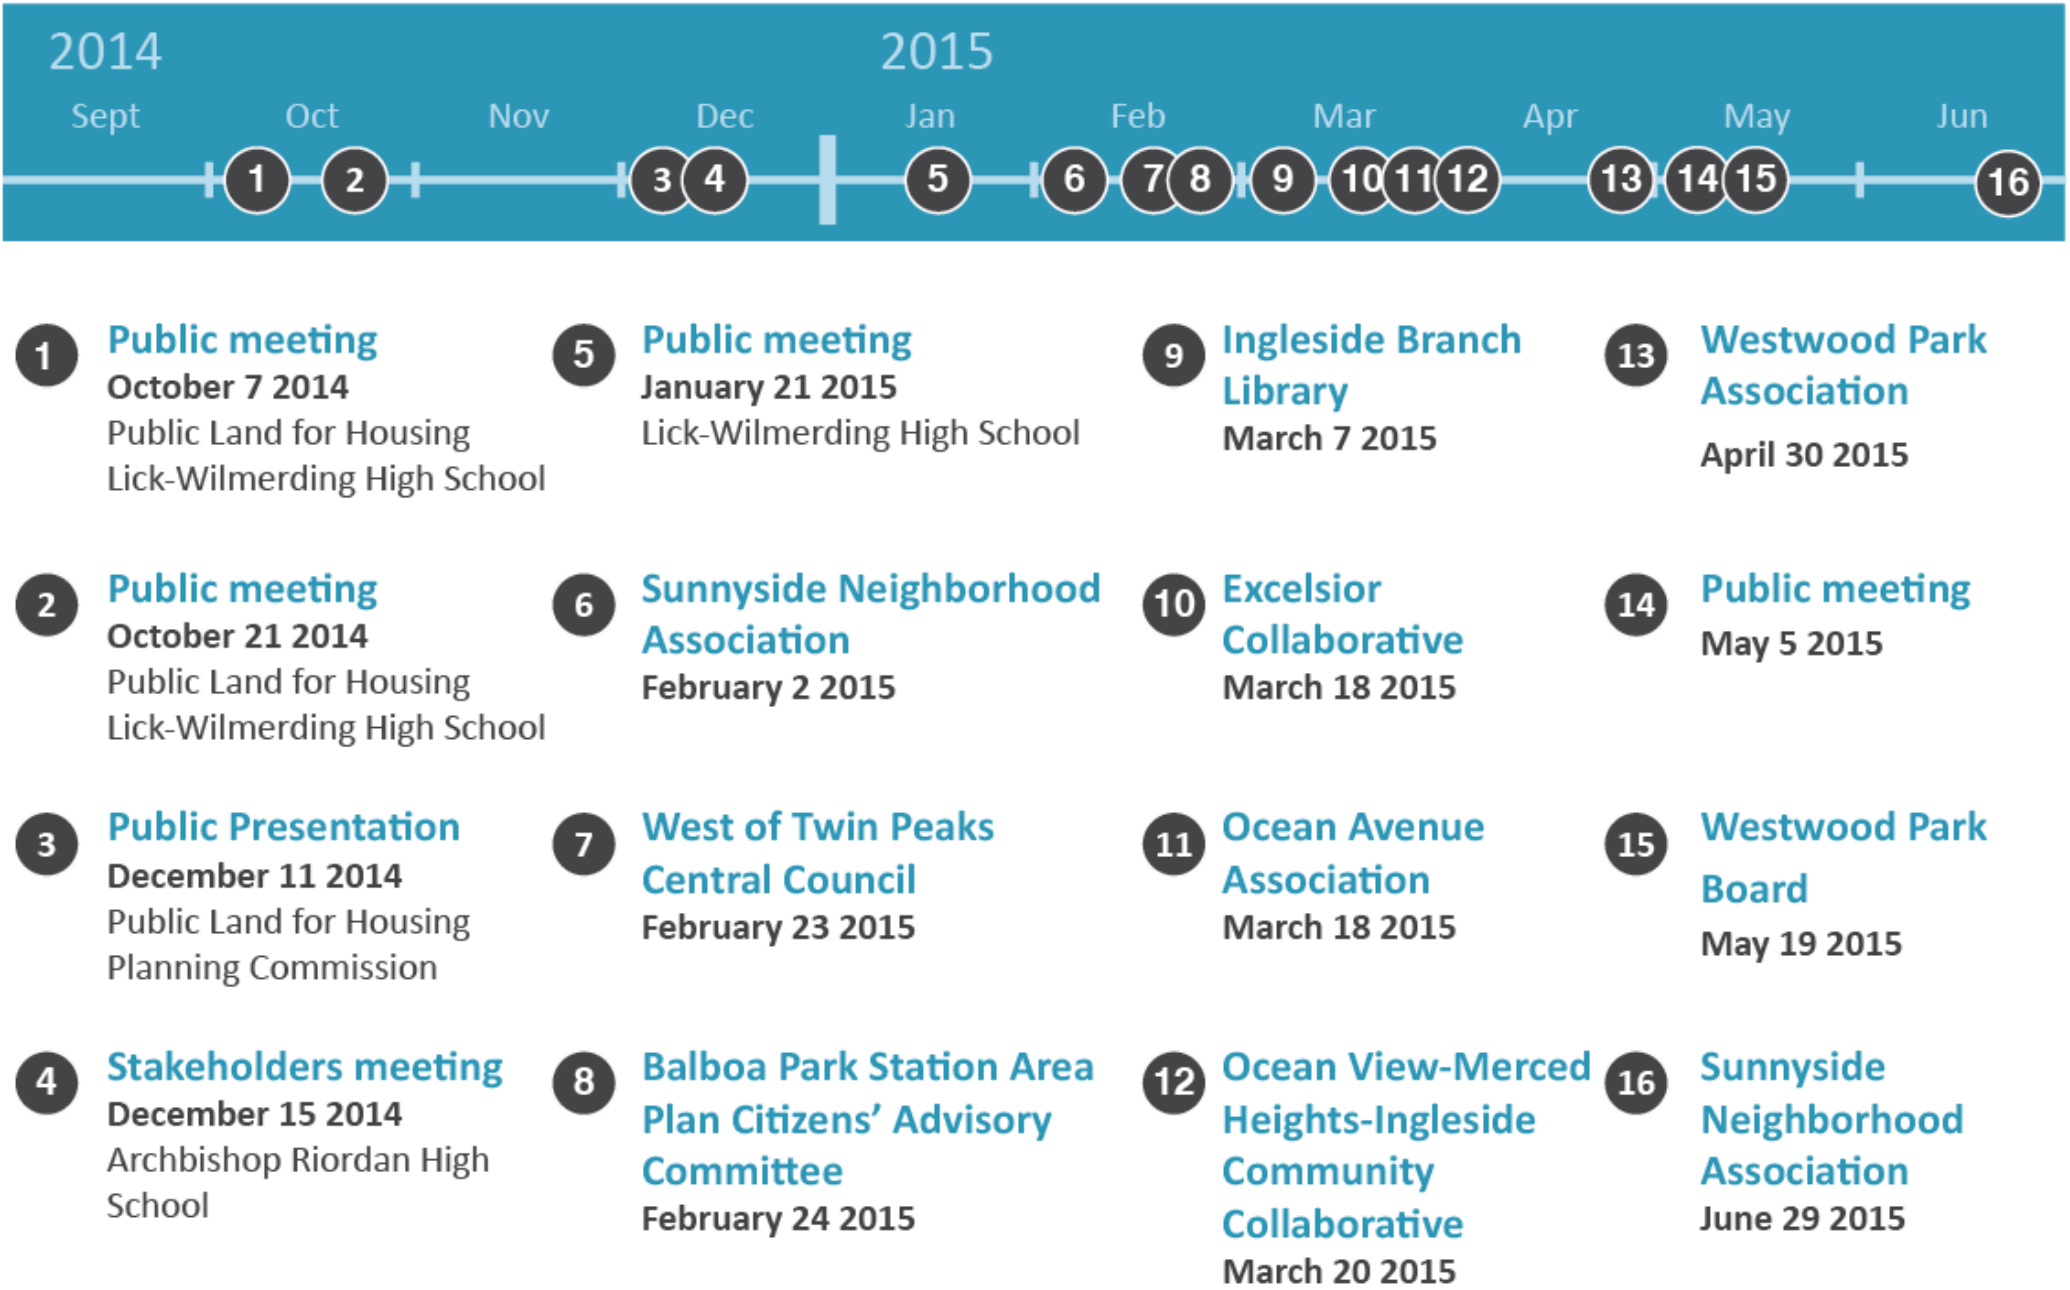 2014
2015
Sept
Oct
Nov
Dec
Jan
Feb
Mar
Apr
May
Jun
1
2
3
4
5
6
7
8
9
10
11
12
13
14
15
16
1
Public meeting
October 7 2014
Public Land for Housing
Lick-Wilmerding High School
2
Public meeting
October 21 2014
Public Land for Housing
Lick-Wilmerding High School
3
Public Presentation
December 11 2014
Public Land for Housing
Planning Commission
4
Stakeholders meeting
December 15 2014
Archbishop Riordan High
School
5
Public meeting
January 21 2015
Lick-Wilmerding High School
6
Sunnyside Neighborhood
Association
February 2 2015
7
West of Twin Peaks
Central Council
February 23 2015
8
Balboa Park Station Area
Plan Citizens’ Advisory
Committee
February 24 2015
9
Ingleside Branch
Library
March 7 2015
10
Excelsior
Collaborative
March 18 2015
11
Ocean Avenue
Association
March 18 2015
12
Ocean View-Merced
Heights-Ingleside
Community
Collaborative
March 20 2015
13
Westwood Park
Association
April 30 2015
14
Public meeting
May 5 2015
15
Westwood Park
Board
May 19 2015
16
Sunnyside
Neighborhood
Association
June 29 2015